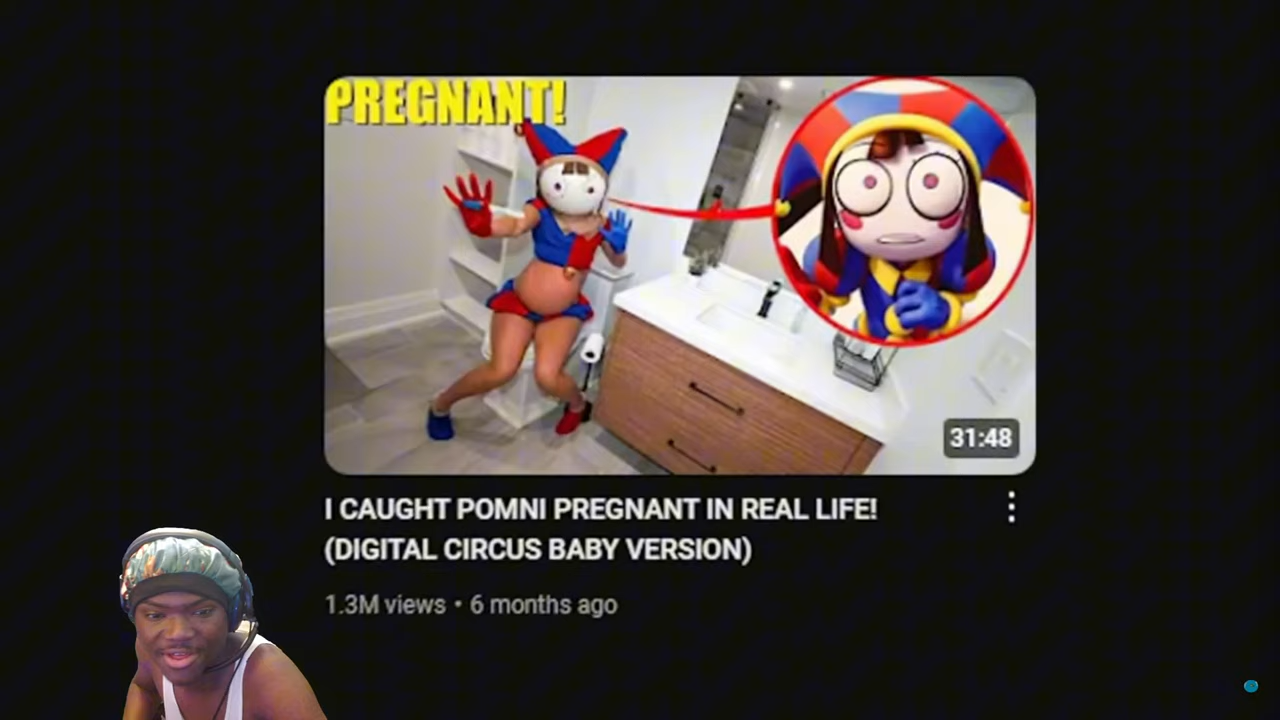 PREGNANT!
31:48
I CAUGHT POMNI PREGNANT IN REAL LIFE!
(DIGITAL CIRCUS BABY VERSION)
1.3M views • 6 months ago